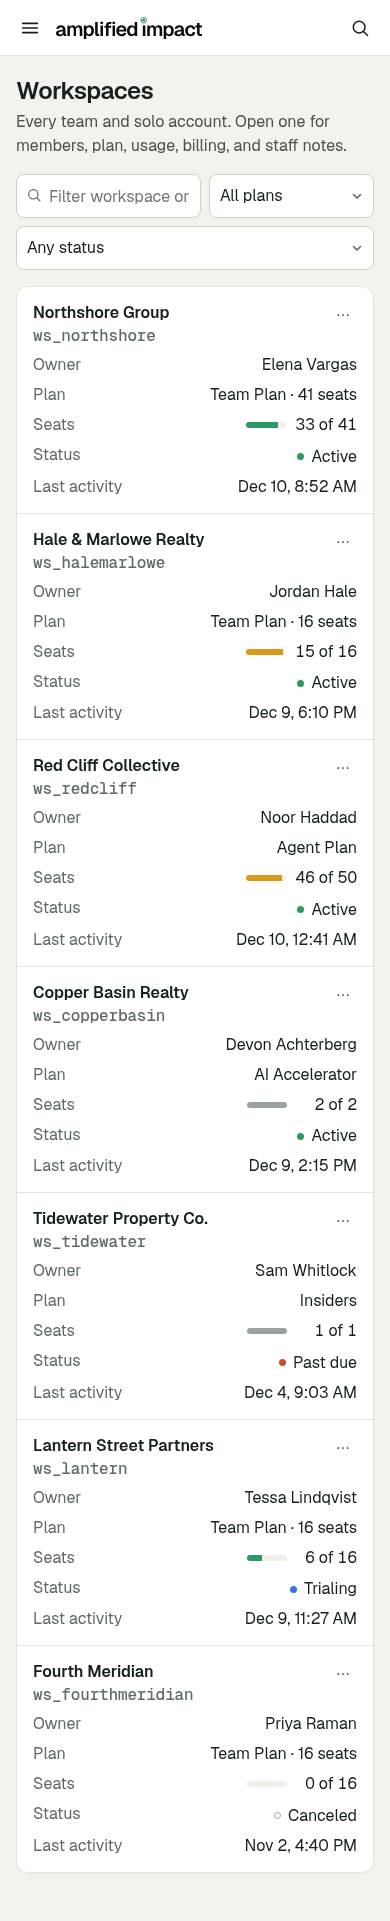 amplified impact
Workspaces
Every team and solo account. Open one for
members, plan, usage, billing, and staff notes.
Filter workspace or
All plans
Any status
Northshore Group
ws_northshore
Owner Elena Vargas
Plan Team Plan · 41 seats
Seats 33 of 41
Status Active
Last activity Dec 10, 8:52 AM
Hale & Marlowe Realty
ws_halemarlowe
Owner Jordan Hale
Plan Team Plan · 16 seats
Seats 15 of 16
Status Active
Last activity Dec 9, 6:10 PM
Red Cliff Collective
ws_redcliff
Owner Noor Haddad
Plan Agent Plan
Seats 46 of 50
Status Active
Last activity Dec 10, 12:41 AM
Copper Basin Realty
ws_copperbasin
Owner Devon Achterberg
Plan AI Accelerator
Seats 2 of 2
Status Active
Last activity Dec 9, 2:15 PM
Tidewater Property Co.
ws_tidewater
Owner Sam Whitlock
Plan Insiders
Seats 1 of 1
Status Past due
Last activity Dec 4, 9:03 AM
Lantern Street Partners
ws_lantern
Owner Tessa Lindqvist
Plan Team Plan · 16 seats
Seats 6 of 16
Status Trialing
Last activity Dec 9, 11:27 AM
Fourth Meridian
ws_fourthmeridian
Owner Priya Raman
Plan Team Plan · 16 seats
Seats 0 of 16
Status Canceled
Last activity Nov 2, 4:40 PM